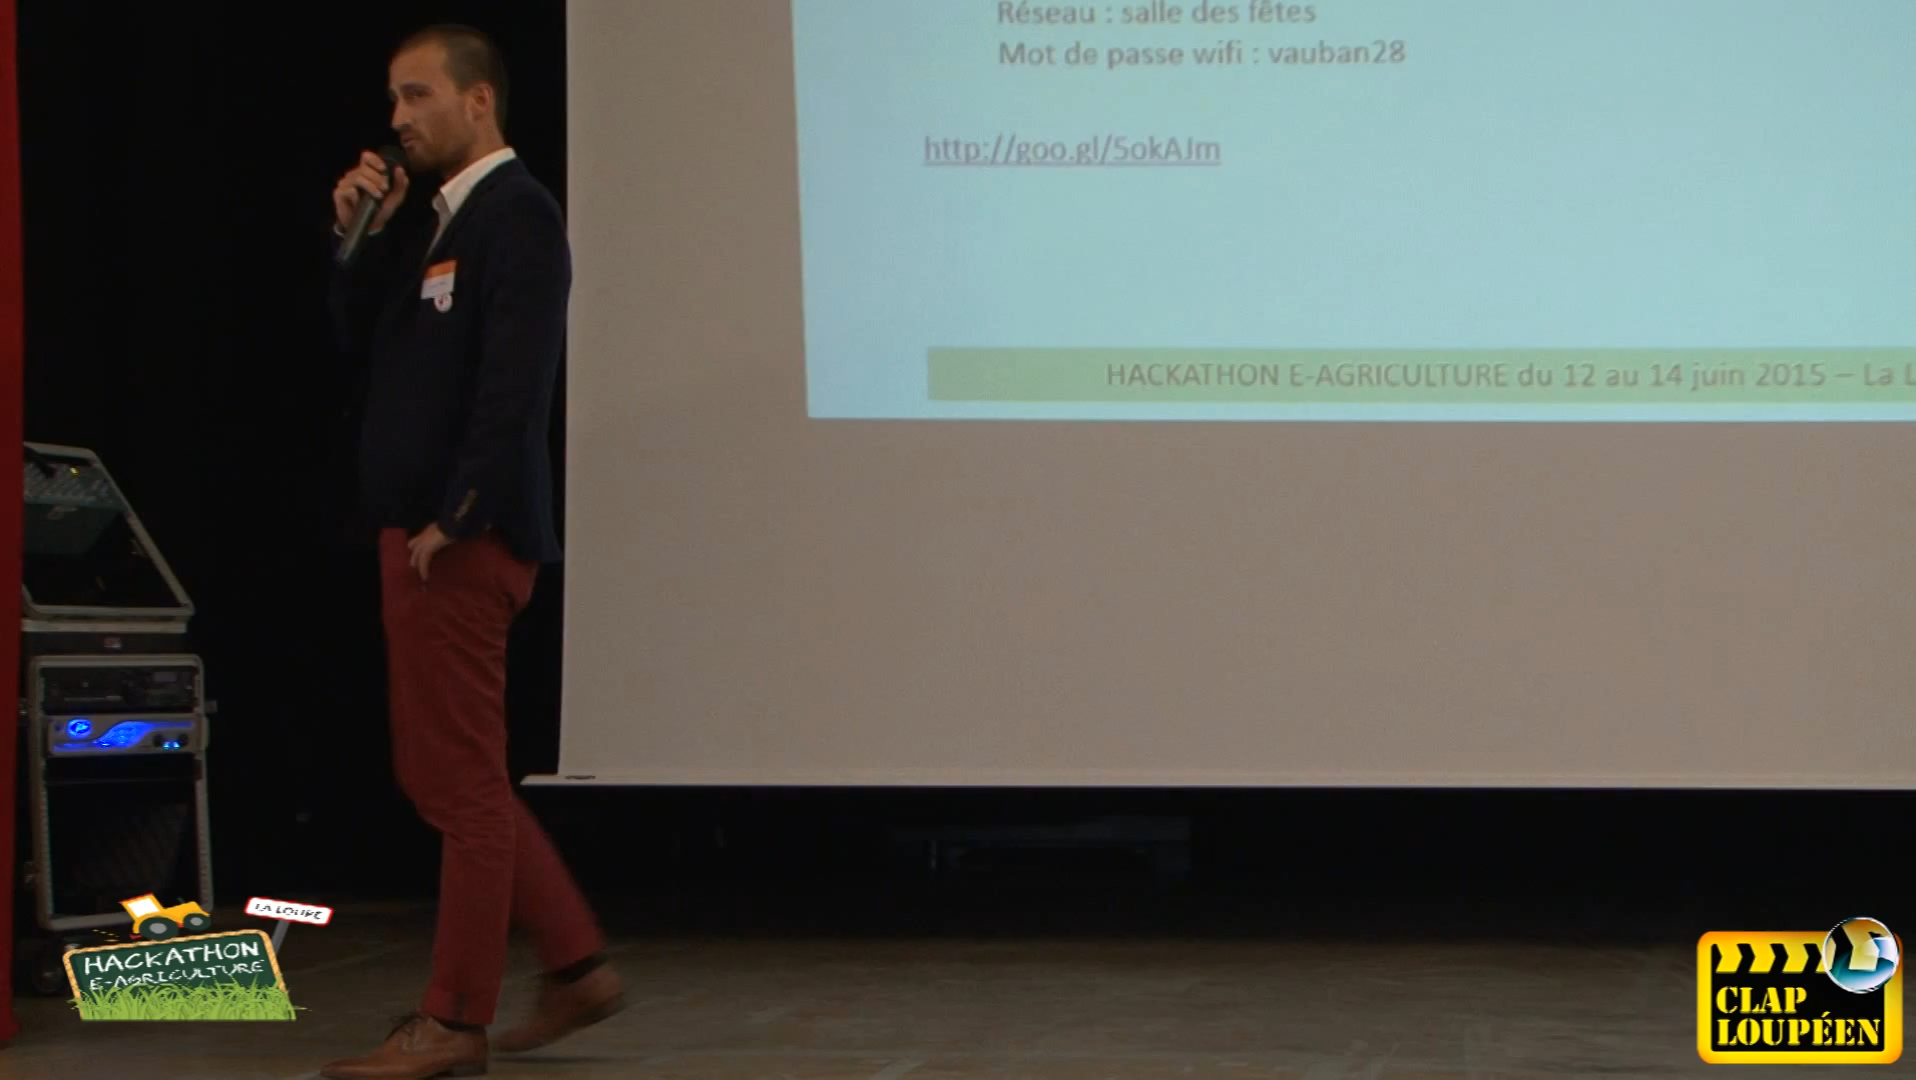 Réseau : salle des fêtes
Mot de passe wifi : vauban28
http://goo.gl/5okAJm
HACKATHON E-AGRICULTURE du 12 au 14 juin 2015 – La L
LA LOUPE
HACKATHON
E-AGRICULTURE
CLAP
LOUPÉEN